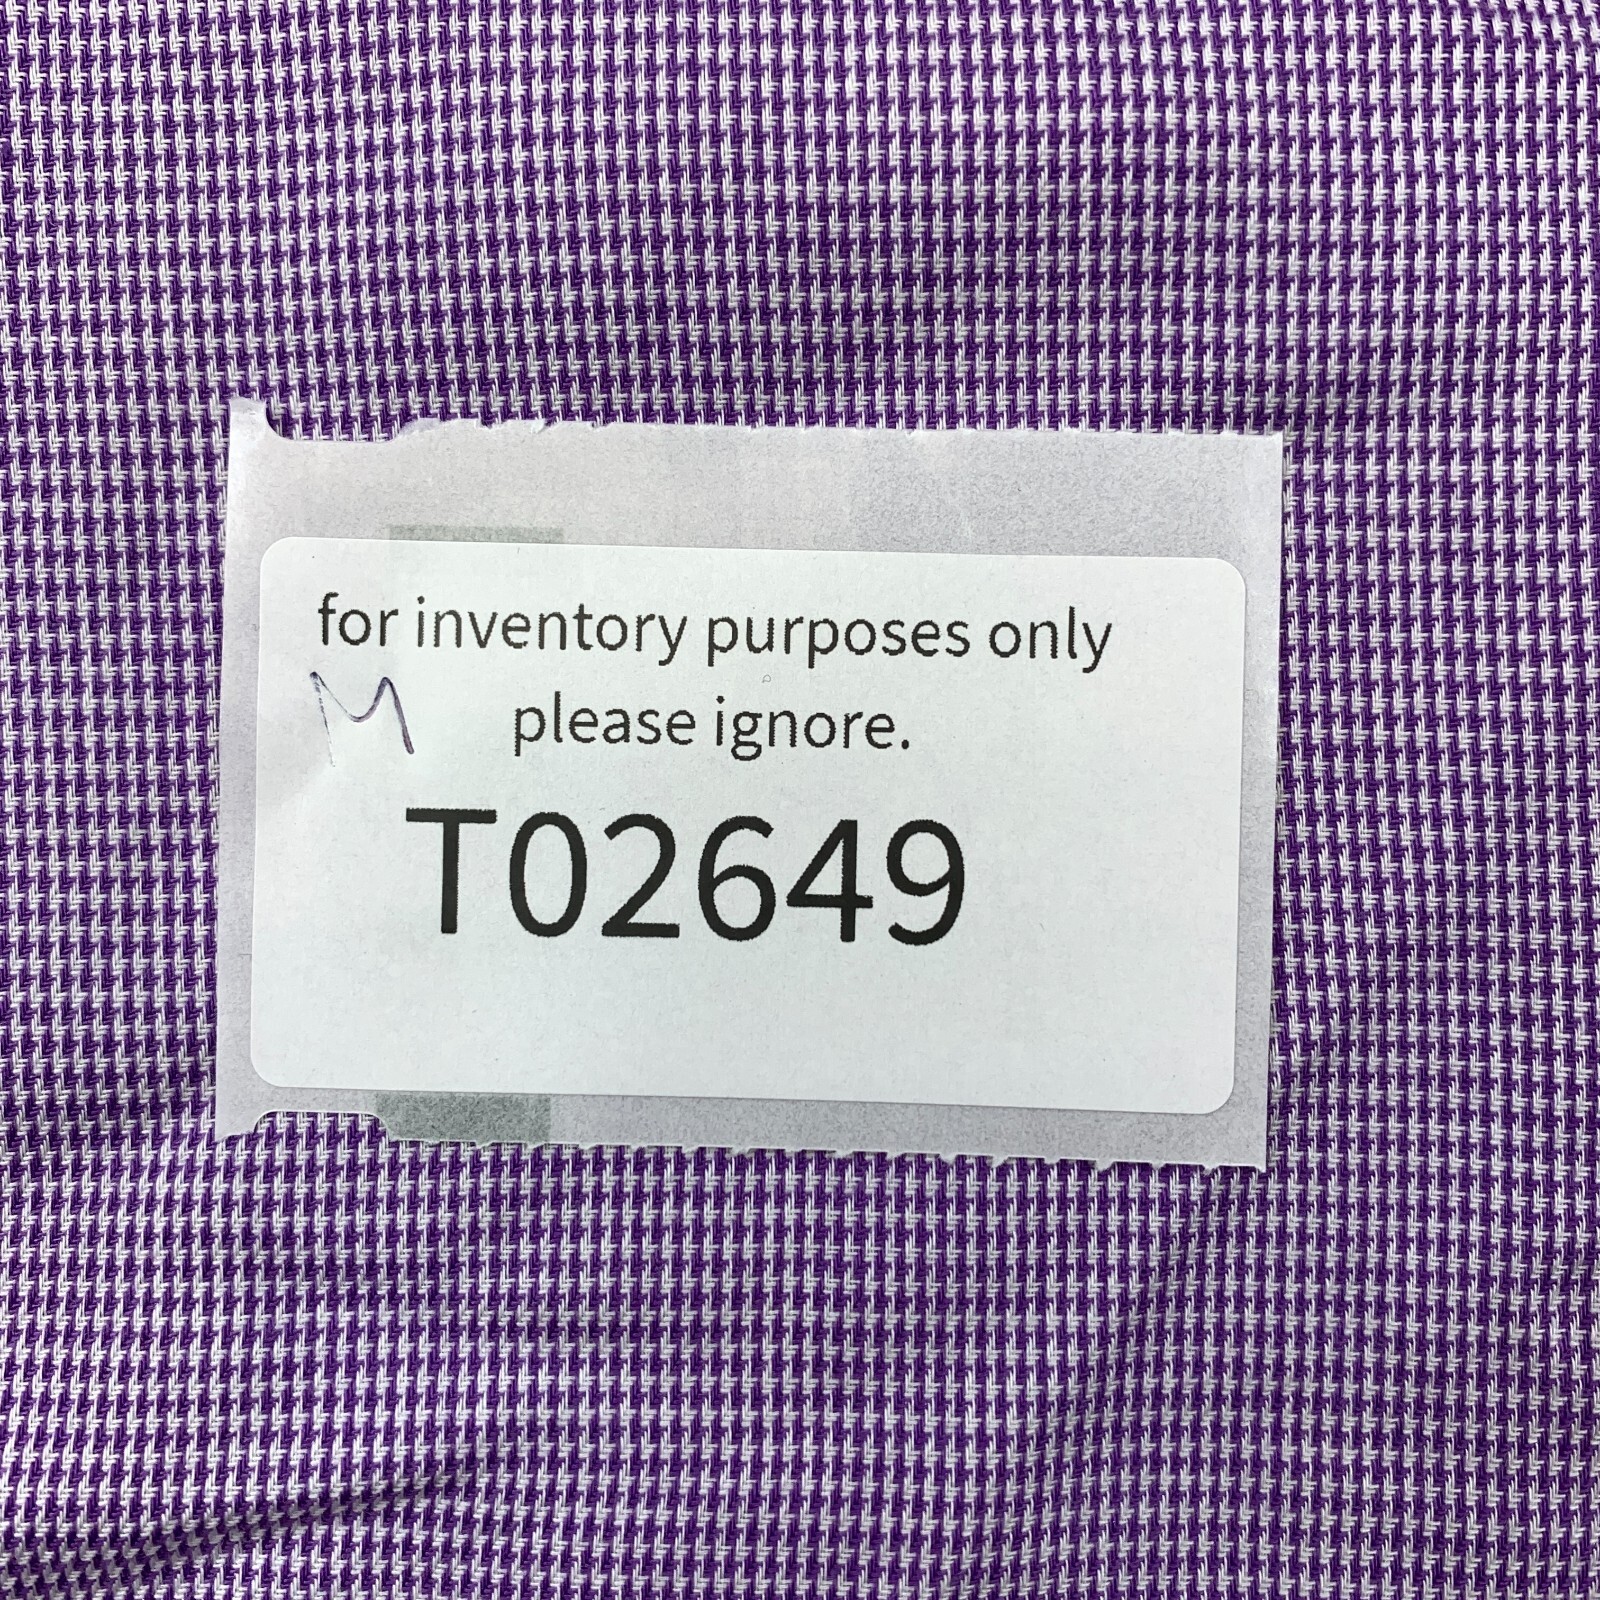 for inventory purposes only
M please ignore.
T02649